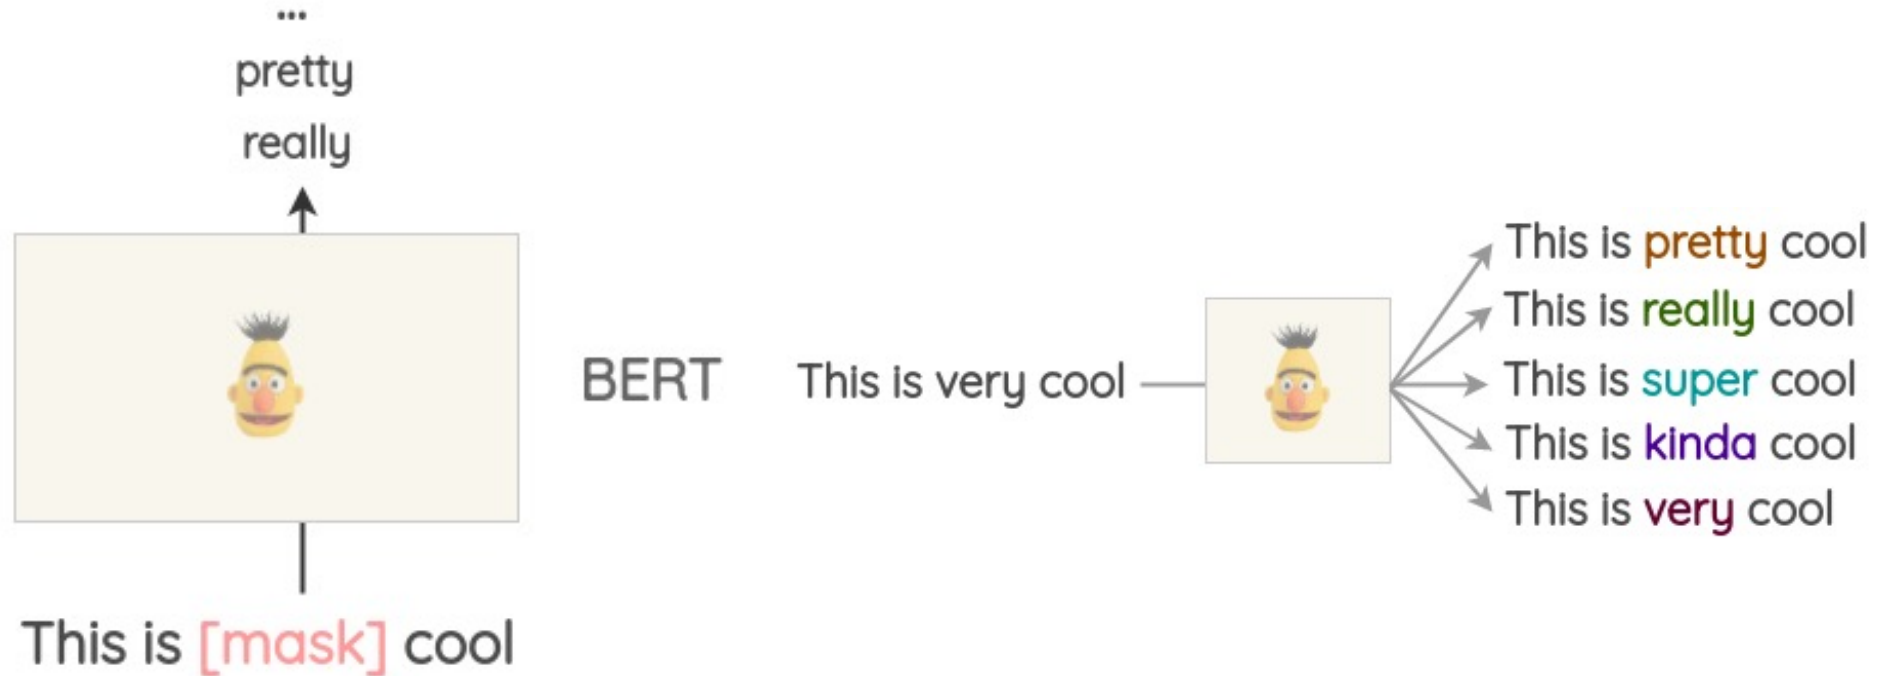 ...
pretty
really
This is [mask] cool
BERT
This is very cool
This is pretty cool
This is really cool
This is super cool
This is kinda cool
This is very cool